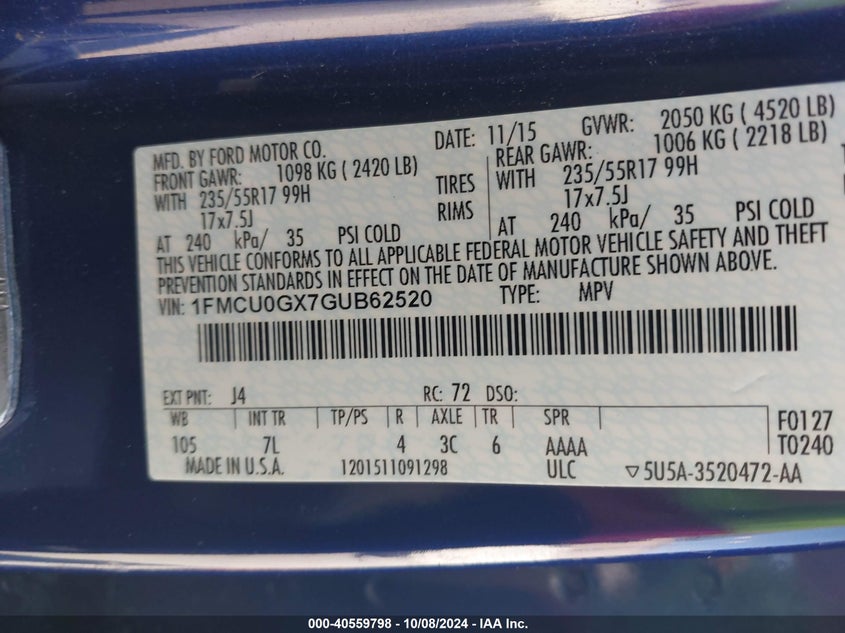 MFD. BY FORD MOTOR CO. DATE: 11/15 GVWR: 2050 KG ( 4520 LB)
FRONT GAWR: 1098 KG ( 2420 LB) REAR GAWR: 1006 KG ( 2218 LB)
WITH 235/55R17 99H TIRES WITH 235/55R17 99H
17x7.5J RIMS 17x7.5J
AT 240 kPa/ 35 PSI COLD AT 240 kPa/ 35 PSI COLD
THIS VEHICLE CONFORMS TO ALL APPLICABLE FEDERAL MOTOR VEHICLE SAFETY AND THEFT
PREVENTION STANDARDS IN EFFECT ON THE DATE OF MANUFACTURE SHOWN ABOVE.
VIN: 1FMCU0GX7GUB62520 TYPE: MPV
EXT PNT: J4 RC: 72 DSO:
WB INT TR TP/PS R AXLE TR SPR F0127
105 7L 4 3C 6 AAAA T0240
MADE IN U.S.A. 1201511091298 ULC ▽5U5A-3520472-AA
000-40559798 - 10/08/2024 - IAA Inc.